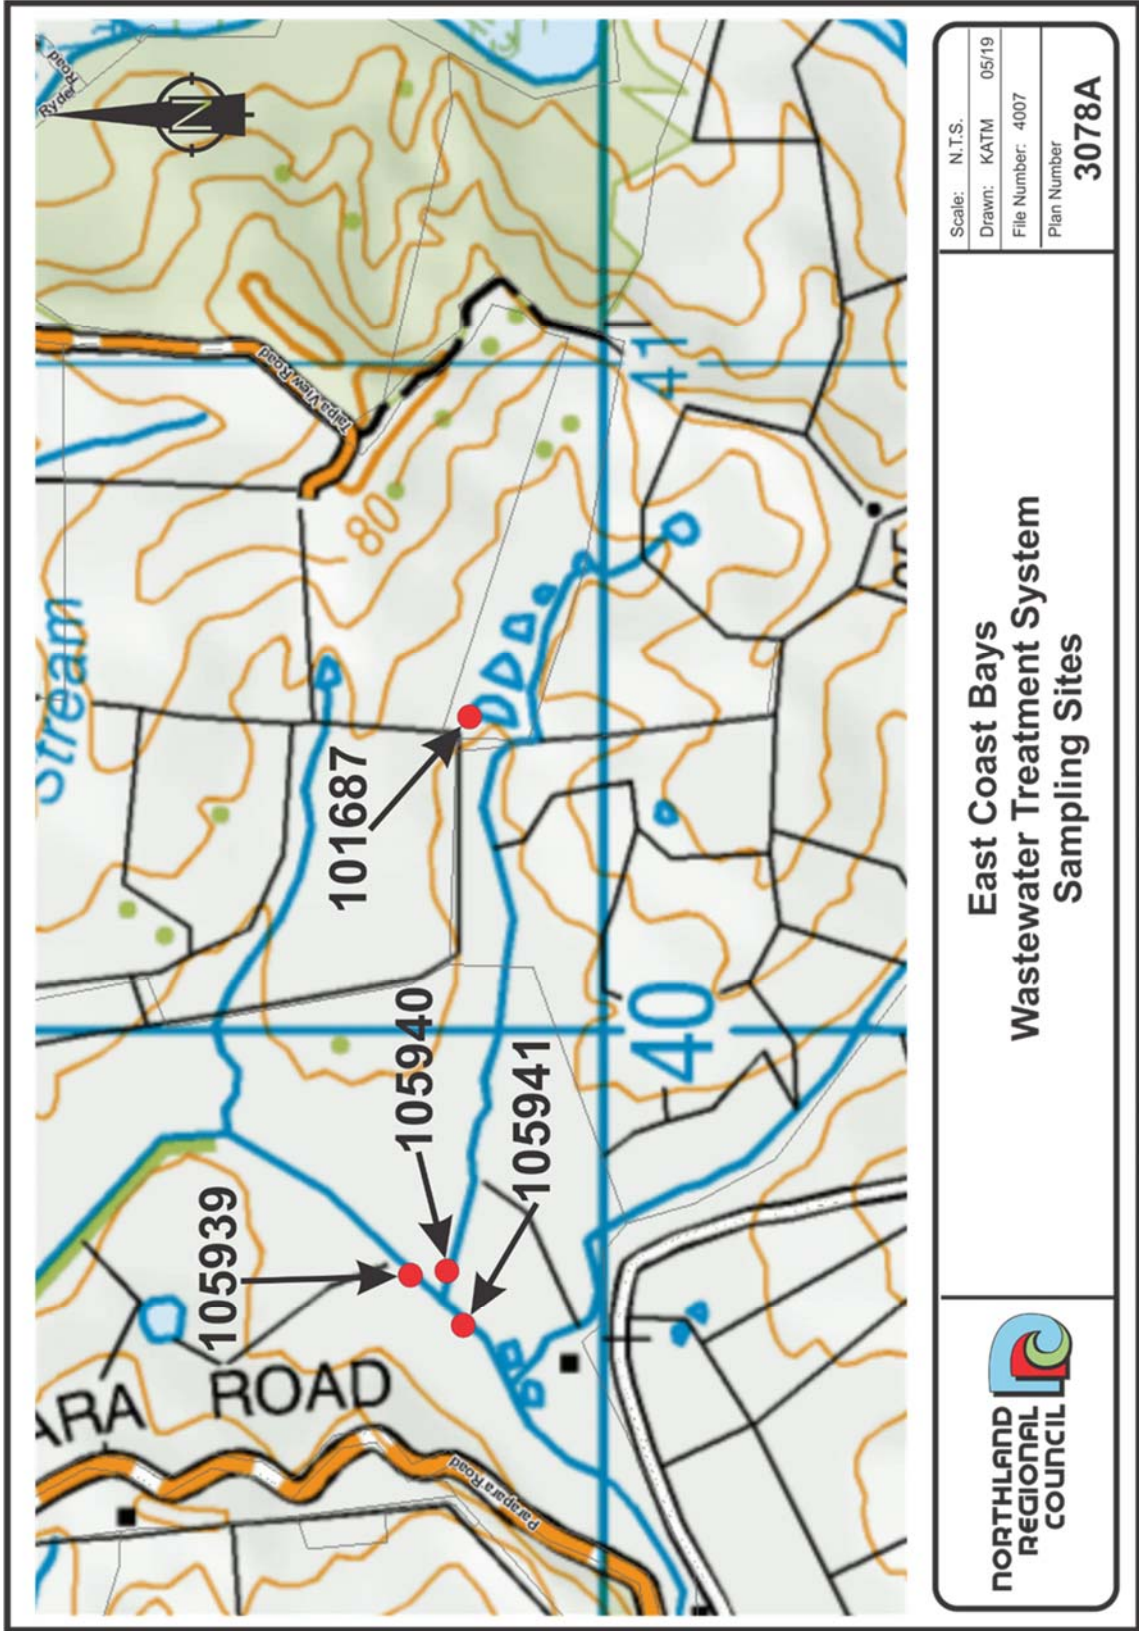 Ryder
Road
N
Taipa View Road
Stream
80
41
101687
105940
105941
105939
40
ARA ROAD
Parapara Road
NORTHLAND
REGIONAL
COUNCIL
East Coast Bays
Wastewater Treatment System
Sampling Sites
Scale: N.T.S.
Drawn: KATM 05/19
File Number: 4007
Plan Number
3078A